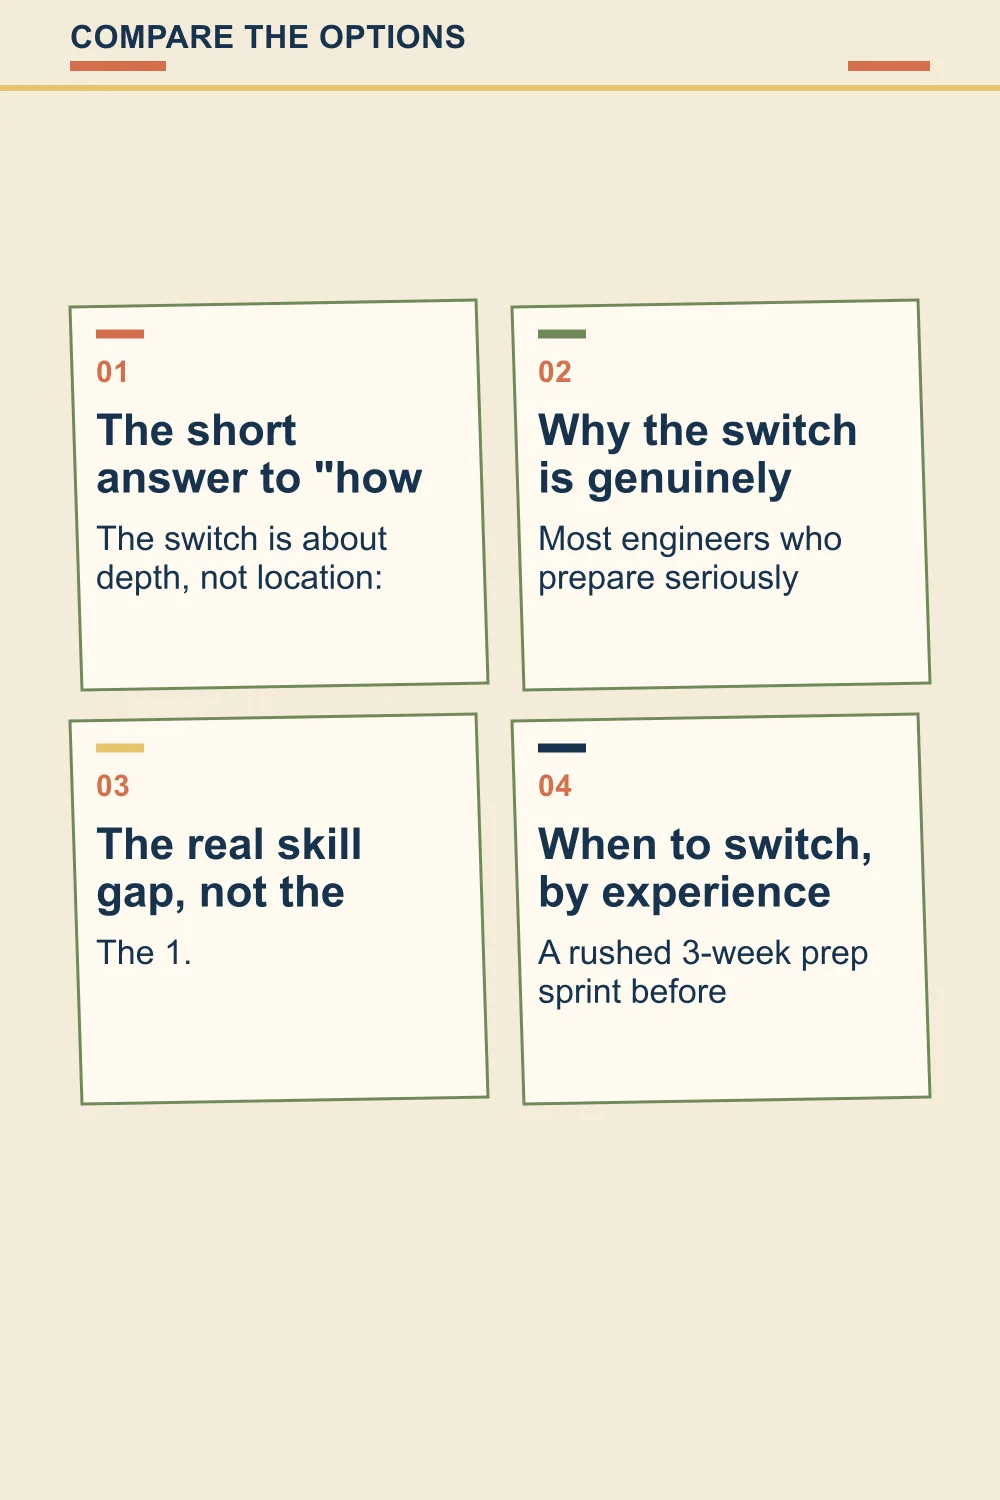 COMPARE THE OPTIONS
01
The short
answer to "how
The switch is about
depth, not location:
02
Why the switch
is genuinely
Most engineers who
prepare seriously
03
The real skill
gap, not the
The 1.
04
When to switch,
by experience
A rushed 3-week prep
sprint before